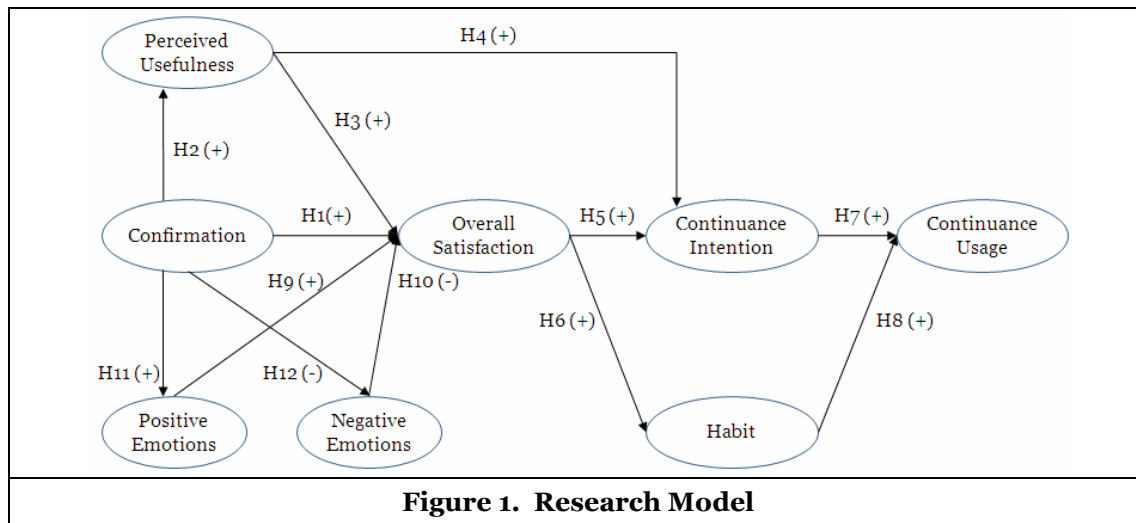 Perceived
Usefulness
H4 (+)
H3 (+)
H2 (+)
Confirmation
H1(+)
Overall
Satisfaction
H5 (+)
Continuance
Intention
H7 (+)
Continuance
Usage
H9 (+)
H10 (-)
H6 (+)
H8 (+)
H11 (+)
H12 (-)
Positive
Emotions
Negative
Emotions
Habit
Figure 1. Research Model